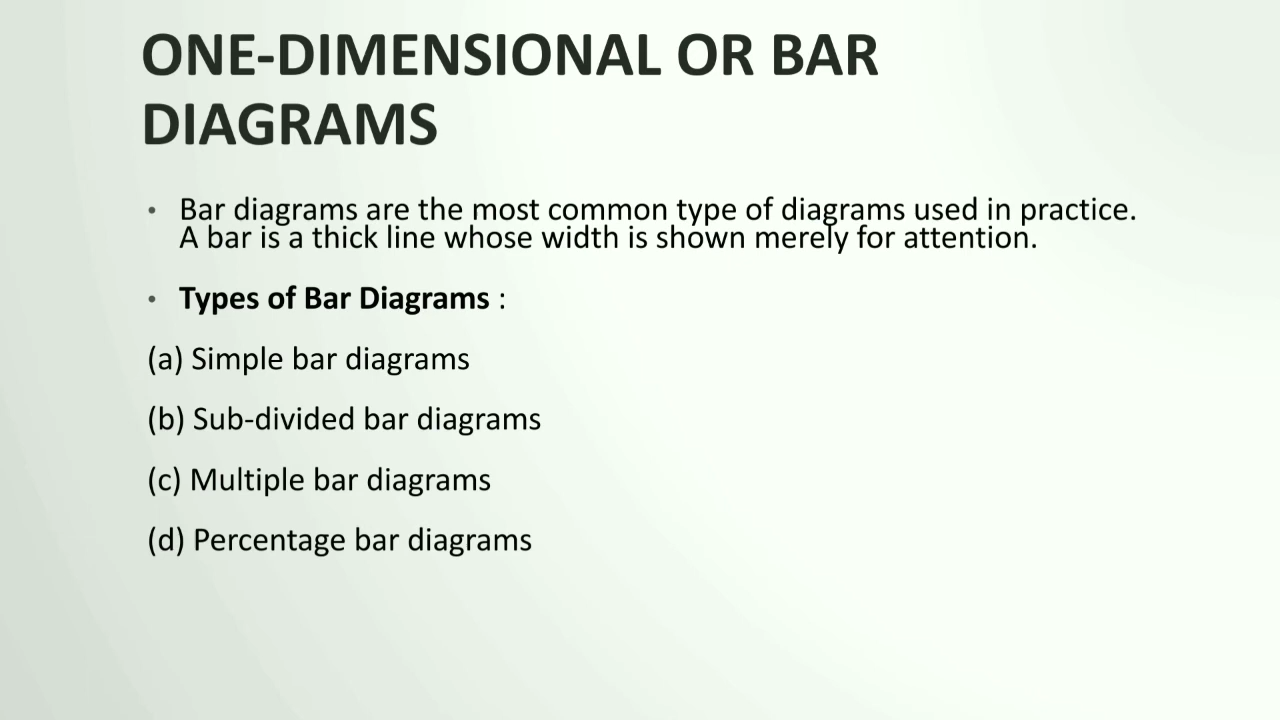 ONE-DIMENSIONAL OR BAR
DIAGRAMS
• Bar diagrams are the most common type of diagrams used in practice.
A bar is a thick line whose width is shown merely for attention.
• Types of Bar Diagrams :
(a) Simple bar diagrams
(b) Sub-divided bar diagrams
(c) Multiple bar diagrams
(d) Percentage bar diagrams